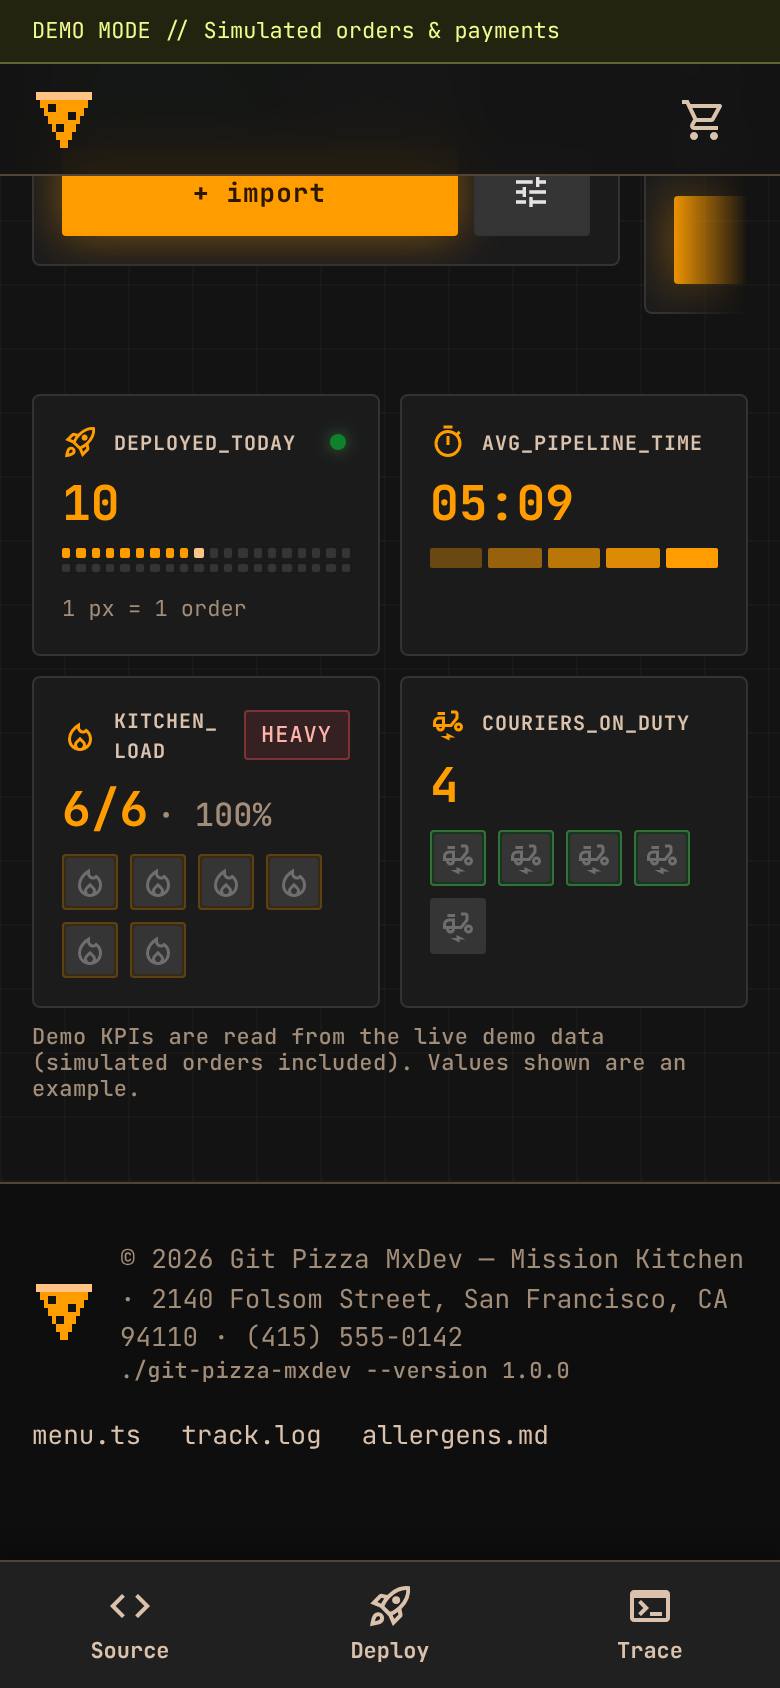 DEMO MODE // Simulated orders & payments
+ import
DEPLOYED_TODAY
10
1 px = 1 order
AVG_PIPELINE_TIME
05:09
KITCHEN_
LOAD
HEAVY
6/6 · 100%
COURIERS_ON_DUTY
4
Demo KPIs are read from the live demo data
(simulated orders included). Values shown are an
example.
© 2026 Git Pizza MxDev — Mission Kitchen
· 2140 Folsom Street, San Francisco, CA
94110 · (415) 555-0142
./git-pizza-mxdev --version 1.0.0
menu.ts track.log allergens.md
Source Deploy Trace